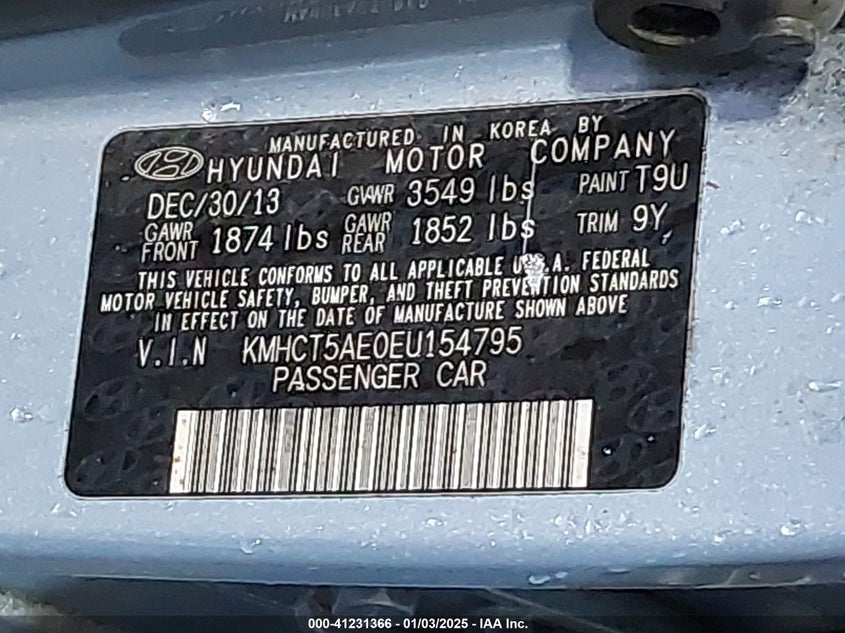 MANUFACTURED IN KOREA BY
HYUNDAI MOTOR COMPANY
DEC/30/13 GVWR 3549 lbs PAINT T9U
GAWR FRONT 1874 lbs GAWR REAR 1852 lbs TRIM 9Y
THIS VEHICLE CONFORMS TO ALL APPLICABLE U.S.A. FEDERAL
MOTOR VEHICLE SAFETY, BUMPER, AND THEFT PREVENTION STANDARDS
IN EFFECT ON THE DATE OF MANUFACTURE SHOWN ABOVE
V.I.N KMHCT5AE0EU154795
PASSENGER CAR
000-41231366 - 01/03/2025 - IAA Inc.